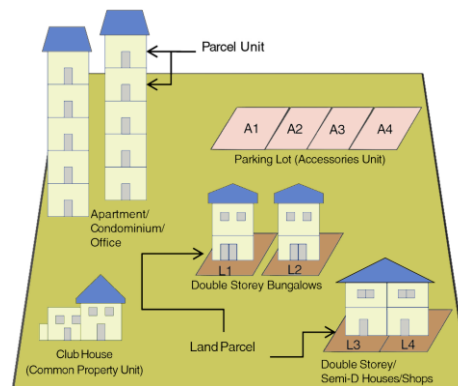 Parcel Unit
A1 A2 A3 A4
Parking Lot (Accessories Unit)
Apartment/
Condominium/
Office
L1 L2
Double Storey Bungalows
Land Parcel
L3 L4
Club House
(Common Property Unit)
Double Storey/
Semi-D Houses/Shops